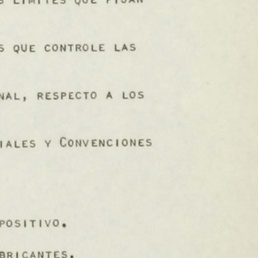 S LÍMITES QUE FIJAN
S QUE CONTROLE LAS
NAL, RESPECTO A LOS
IALES Y CONVENCIONES
POSITIVO.
BRICANTES.